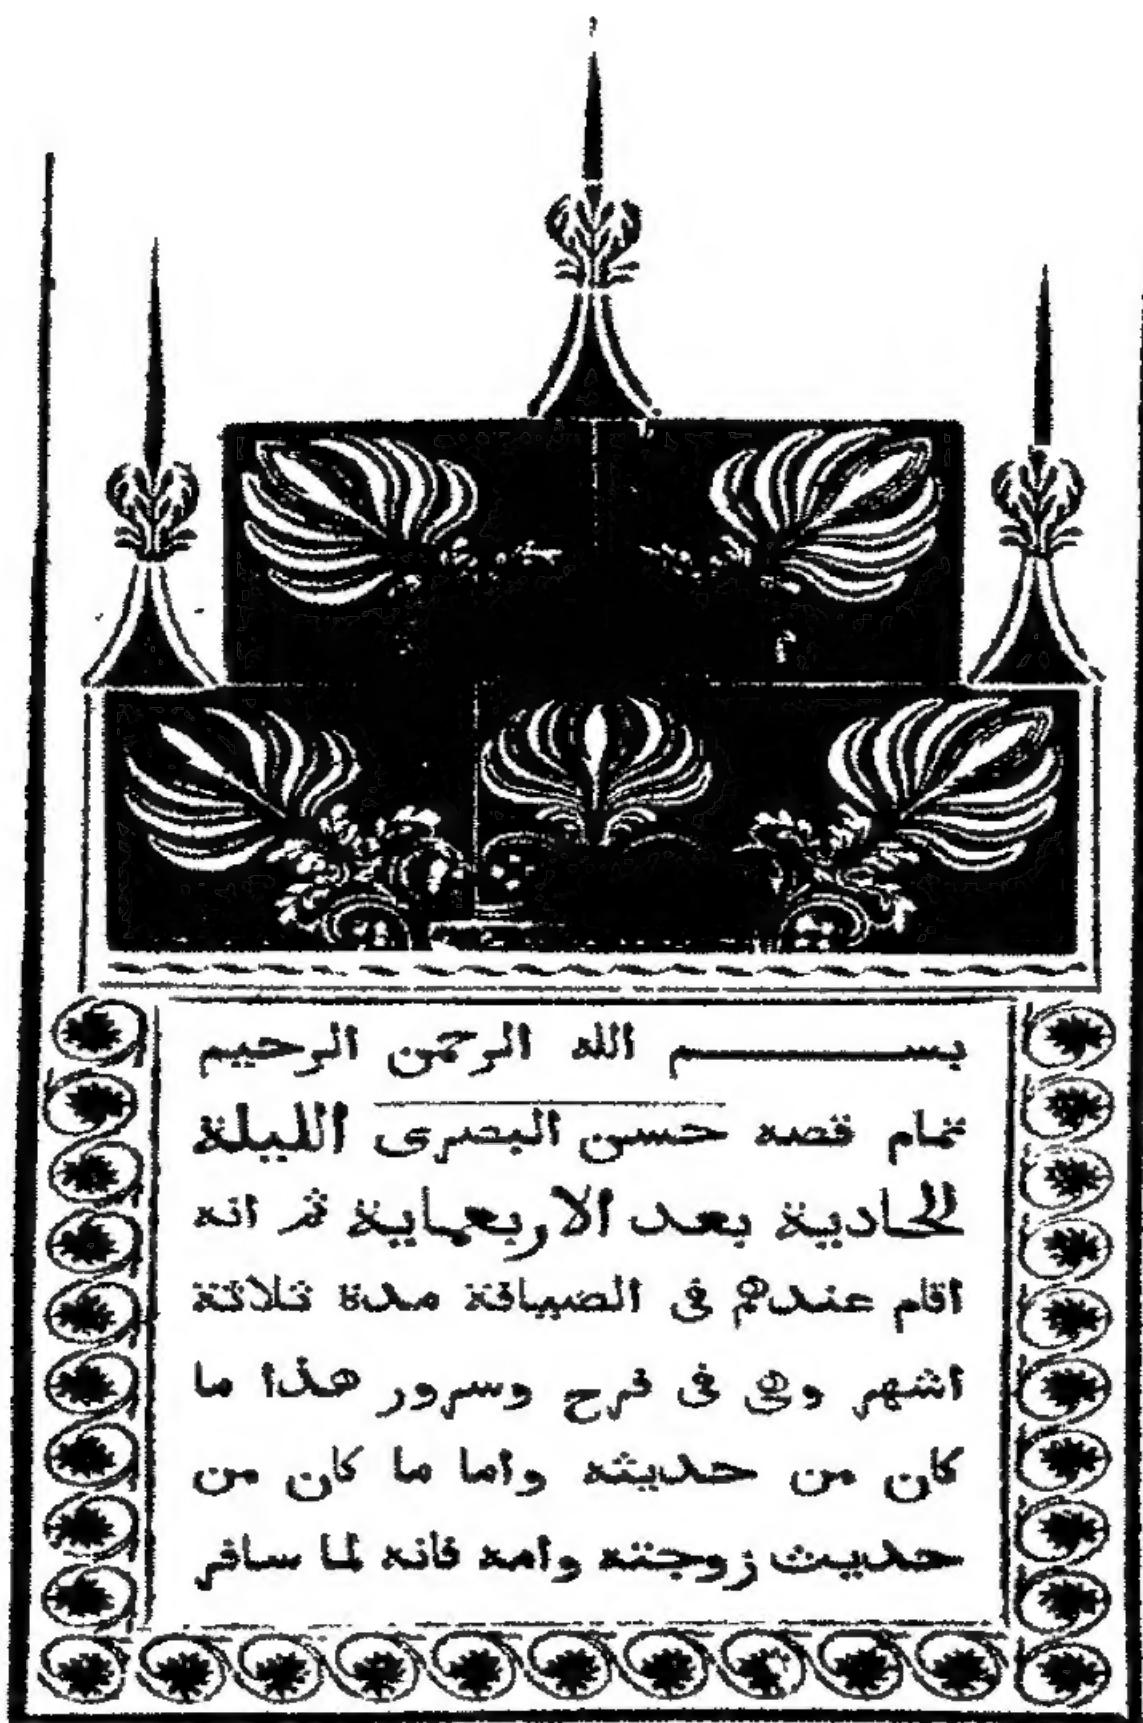 بســـــــم الله الرحمن الرحيم
تمام قصه حسن البصرى الليلة
الحادية بعد الاربعماية ثم انه
اقام عندهم فى الضيافة مدة ثلاثة
اشهر وهى فى فرح وسرور هذا ما
كان من حديثه واما ما كان من
حديث زوجته وامه فانه لما سافر